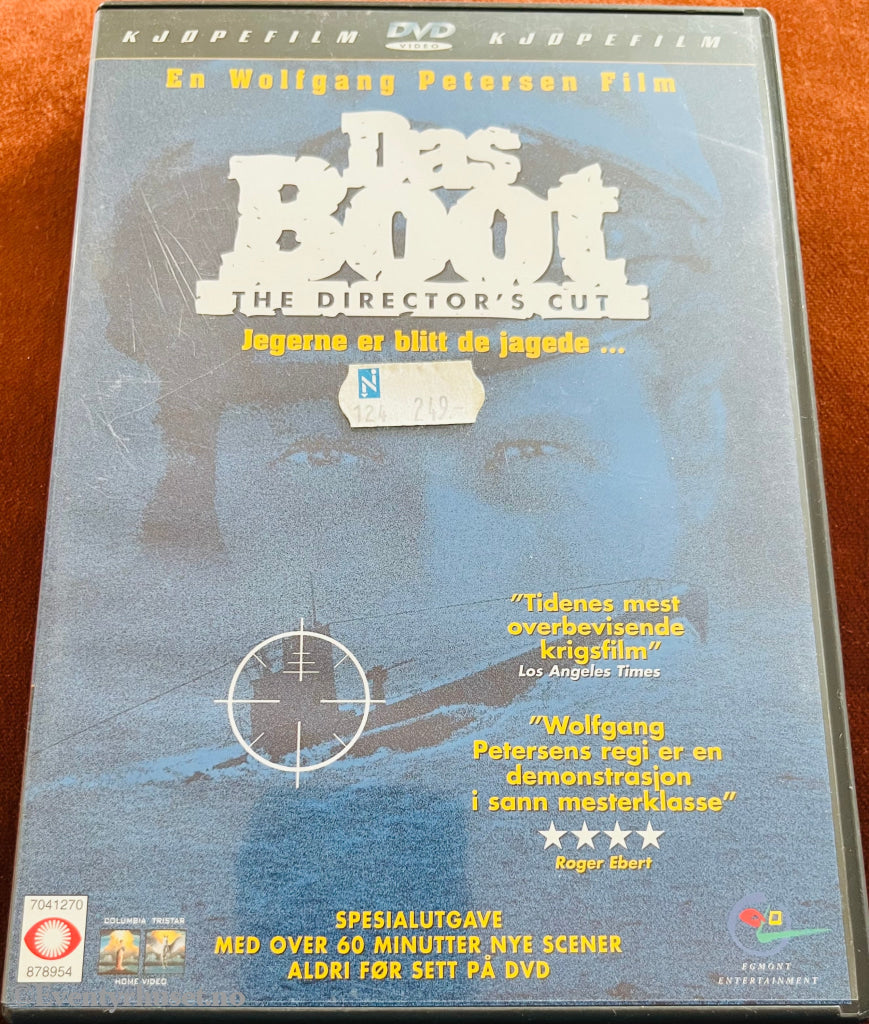 KJØPEFILM DVD VIDEO KJØPEFILM
En Wolfgang Petersen Film
Das
Boot
THE DIRECTOR'S CUT
Jegerne er blitt de jagede ...
N
124 249.-
"Tidenes mest
overbevisende
krigsfilm"
Los Angeles Times
"Wolfgang
Petersens regi er en
demonstrasjon
i sann mesterklasse"
Roger Ebert
7041270
878954
COLUMBIA TRISTAR
HOME VIDEO
SPESIALUTGAVE
MED OVER 60 MINUTTER NYE SCENER
ALDRI FØR SETT PÅ DVD
EGMONT
ENTERTAINMENT